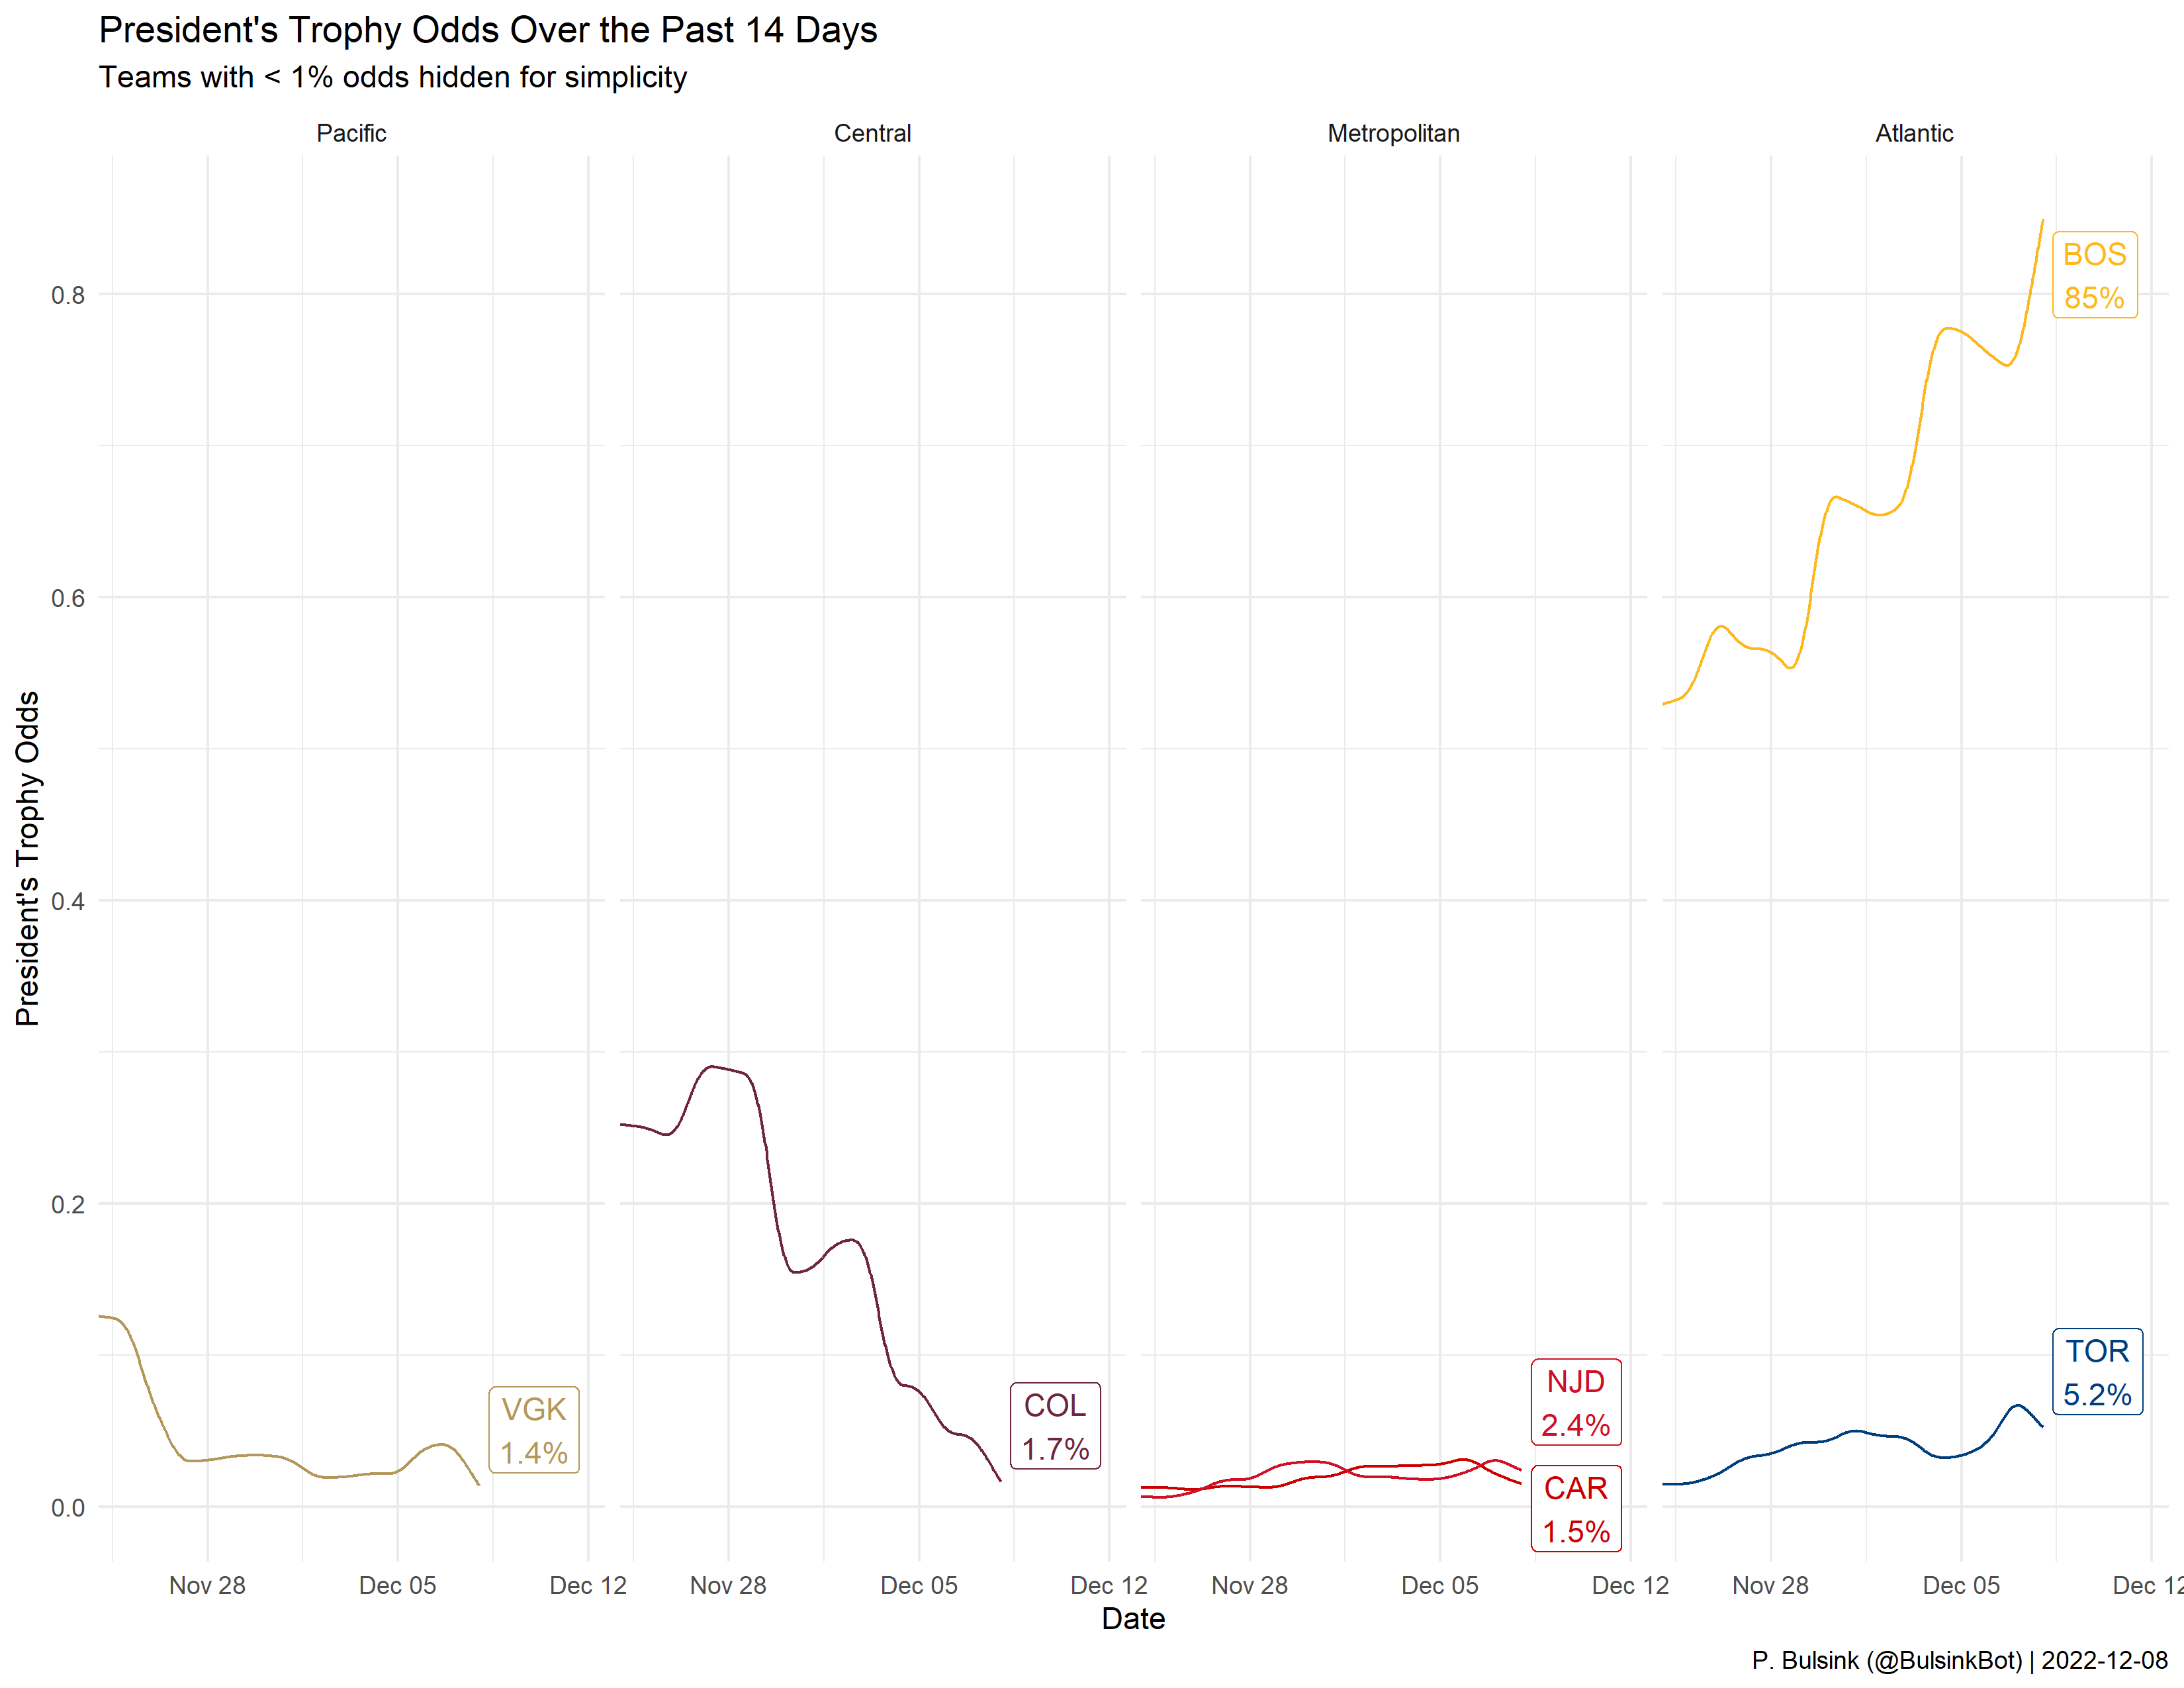 President's Trophy Odds Over the Past 14 Days
Teams with < 1% odds hidden for simplicity
Pacific
Central
Metropolitan
Atlantic
President's Trophy Odds
0.8
0.6
0.4
0.2
0.0
BOS
85%
TOR
5.2%
NJD
2.4%
CAR
1.5%
COL
1.7%
VGK
1.4%
Nov 28
Dec 05
Dec 12
Nov 28
Dec 05
Dec 12
Nov 28
Dec 05
Dec 12
Nov 28
Dec 05
Dec 12
Date
P. Bulsink (@BulsinkBot) | 2022-12-08